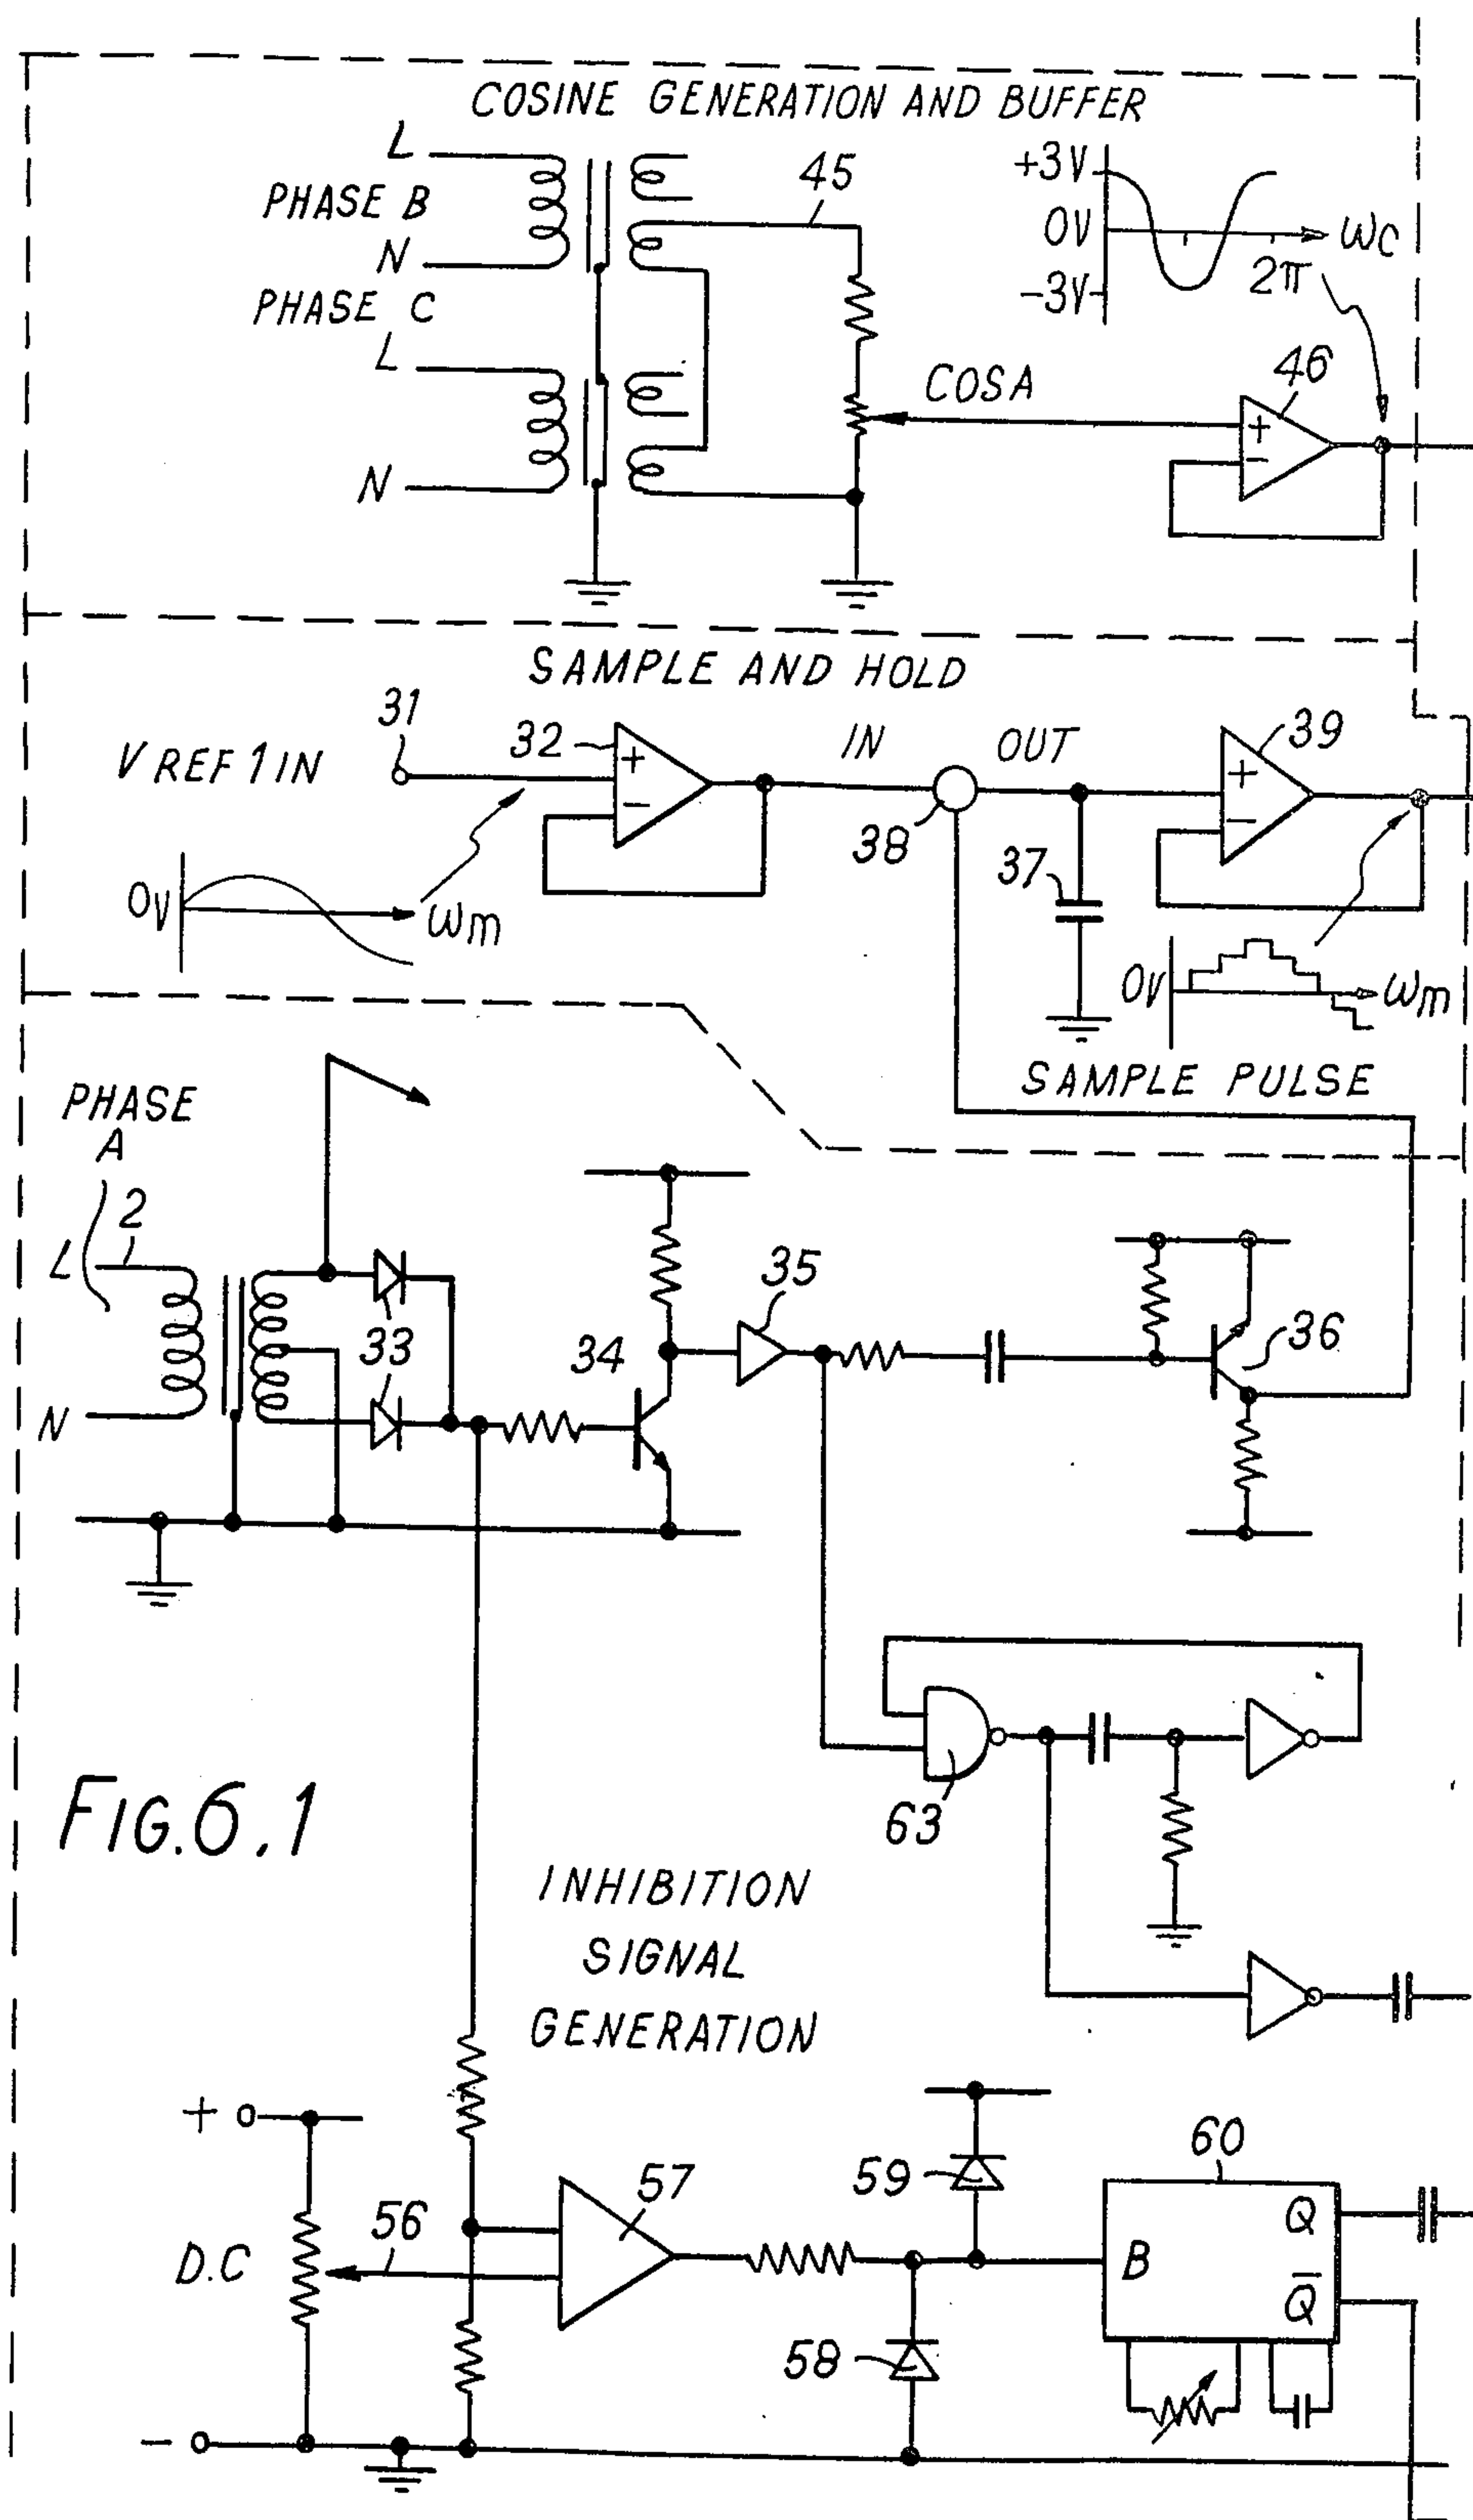 COSINE GENERATION AND BUFFER
L
PHASE B
N
PHASE C
L
N
45
+3V
0V
-3V
ωc
2π
COSA
46
+
-
SAMPLE AND HOLD
31
V REF 1 IN
32
+
-
IN
OUT
38
37
39
+
-
0V
ωm
0V
ωm
SAMPLE PULSE
PHASE
A
2
L
N
33
34
35
36
63
FIG.6.1
INHIBITION
SIGNAL
GENERATION
+
D.C
-
56
57
58
59
60
B
Q
Q̅